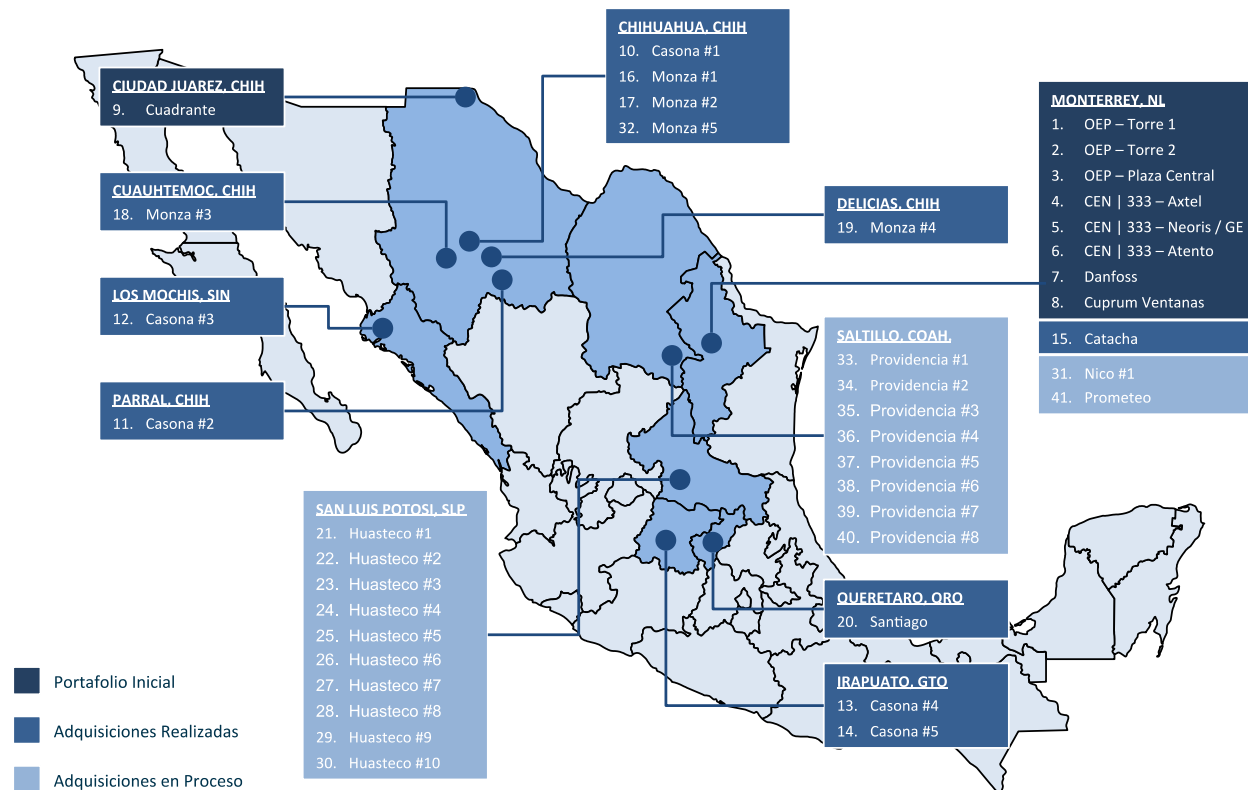 CIUDAD JUAREZ, CHIH
9. Cuadrante
CHIHUAHUA, CHIH
10. Casona #1
16. Monza #1
17. Monza #2
32. Monza #5
MONTERREY, NL
1. OEP – Torre 1
2. OEP – Torre 2
3. OEP – Plaza Central
4. CEN | 333 – Axtel
5. CEN | 333 – Neoris / GE
6. CEN | 333 – Atento
7. Danfoss
8. Cuprum Ventanas
15. Catacha
31. Nico #1
41. Prometeo
CUAUHTEMOC, CHIH
18. Monza #3
DELICIAS, CHIH
19. Monza #4
LOS MOCHIS, SIN
12. Casona #3
SALTILLO, COAH.
33. Providencia #1
34. Providencia #2
35. Providencia #3
36. Providencia #4
37. Providencia #5
38. Providencia #6
39. Providencia #7
40. Providencia #8
PARRAL, CHIH
11. Casona #2
SAN LUIS POTOSI, SLP
21. Huasteco #1
22. Huasteco #2
23. Huasteco #3
24. Huasteco #4
25. Huasteco #5
26. Huasteco #6
27. Huasteco #7
28. Huasteco #8
29. Huasteco #9
30. Huasteco #10
QUERETARO, QRO
20. Santiago
IRAPUATO, GTO
13. Casona #4
14. Casona #5
Portafolio Inicial
Adquisiciones Realizadas
Adquisiciones en Proceso